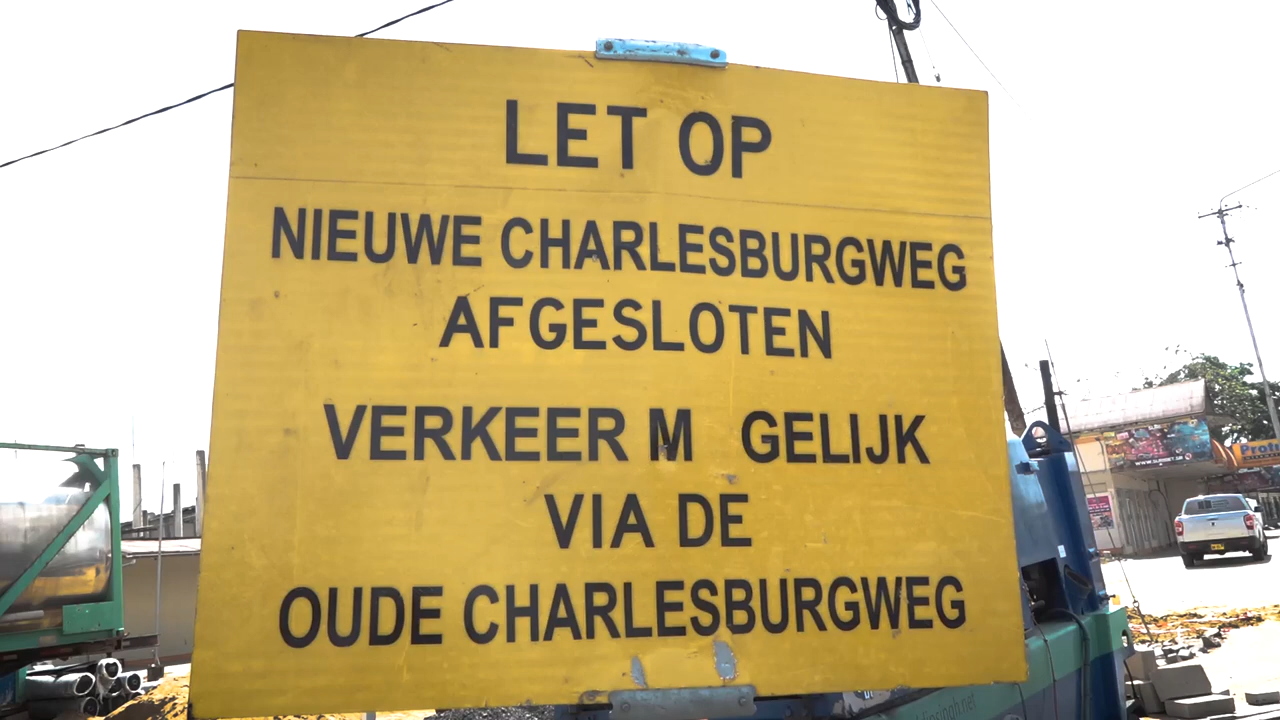 LET OP
NIEUWE CHARLESBURGWEG
AFGESLOTEN
VERKEER M GELIJK
VIA DE
OUDE CHARLESBURGWEG